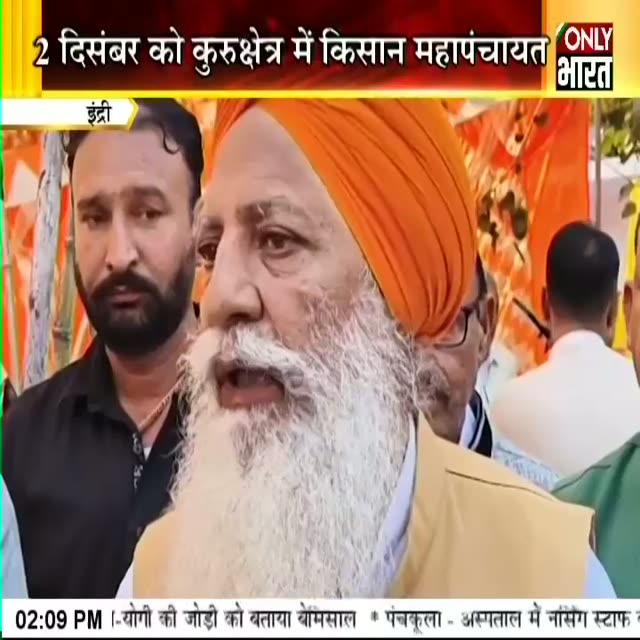 2 दिसंबर को कुरुक्षेत्र में किसान महापंचायत
ONLY
भारत
इंद्री
02:09 PM -योगी की जोड़ी को बताया बेमिसाल * पंचकूला - अस्पताल में नर्सिंग स्टाफ